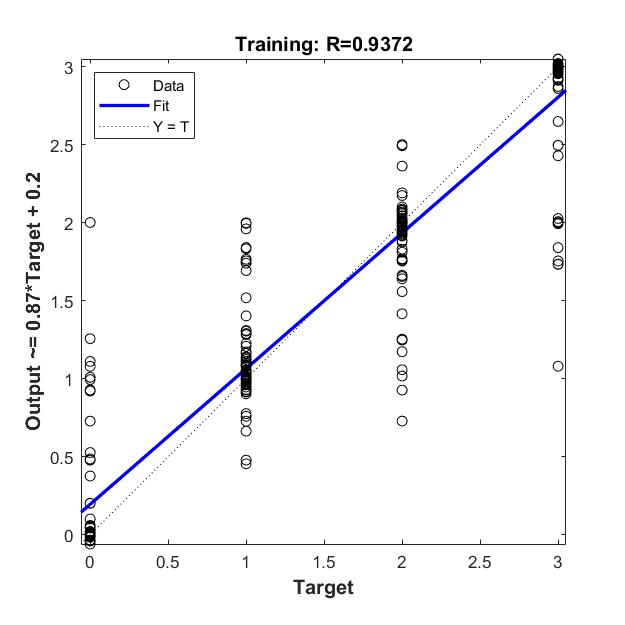 Training: R=0.9372
Data
Fit
Y = T
Output ~= 0.87*Target + 0.2
3
2.5
2
1.5
1
0.5
0
0 0.5 1 1.5 2 2.5 3
Target